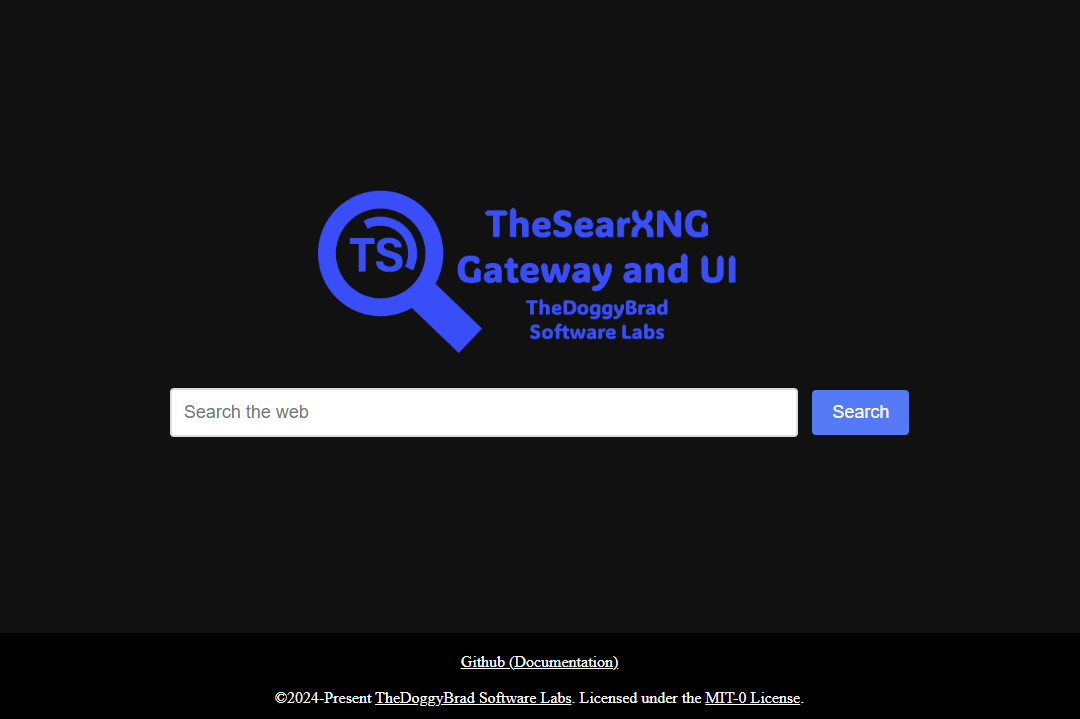 TS
TheSearXNG
Gateway and UI
TheDoggyBrad
Software Labs
Search the web
Search
Github (Documentation)
©2024-Present TheDoggyBrad Software Labs. Licensed under the MIT-0 License.